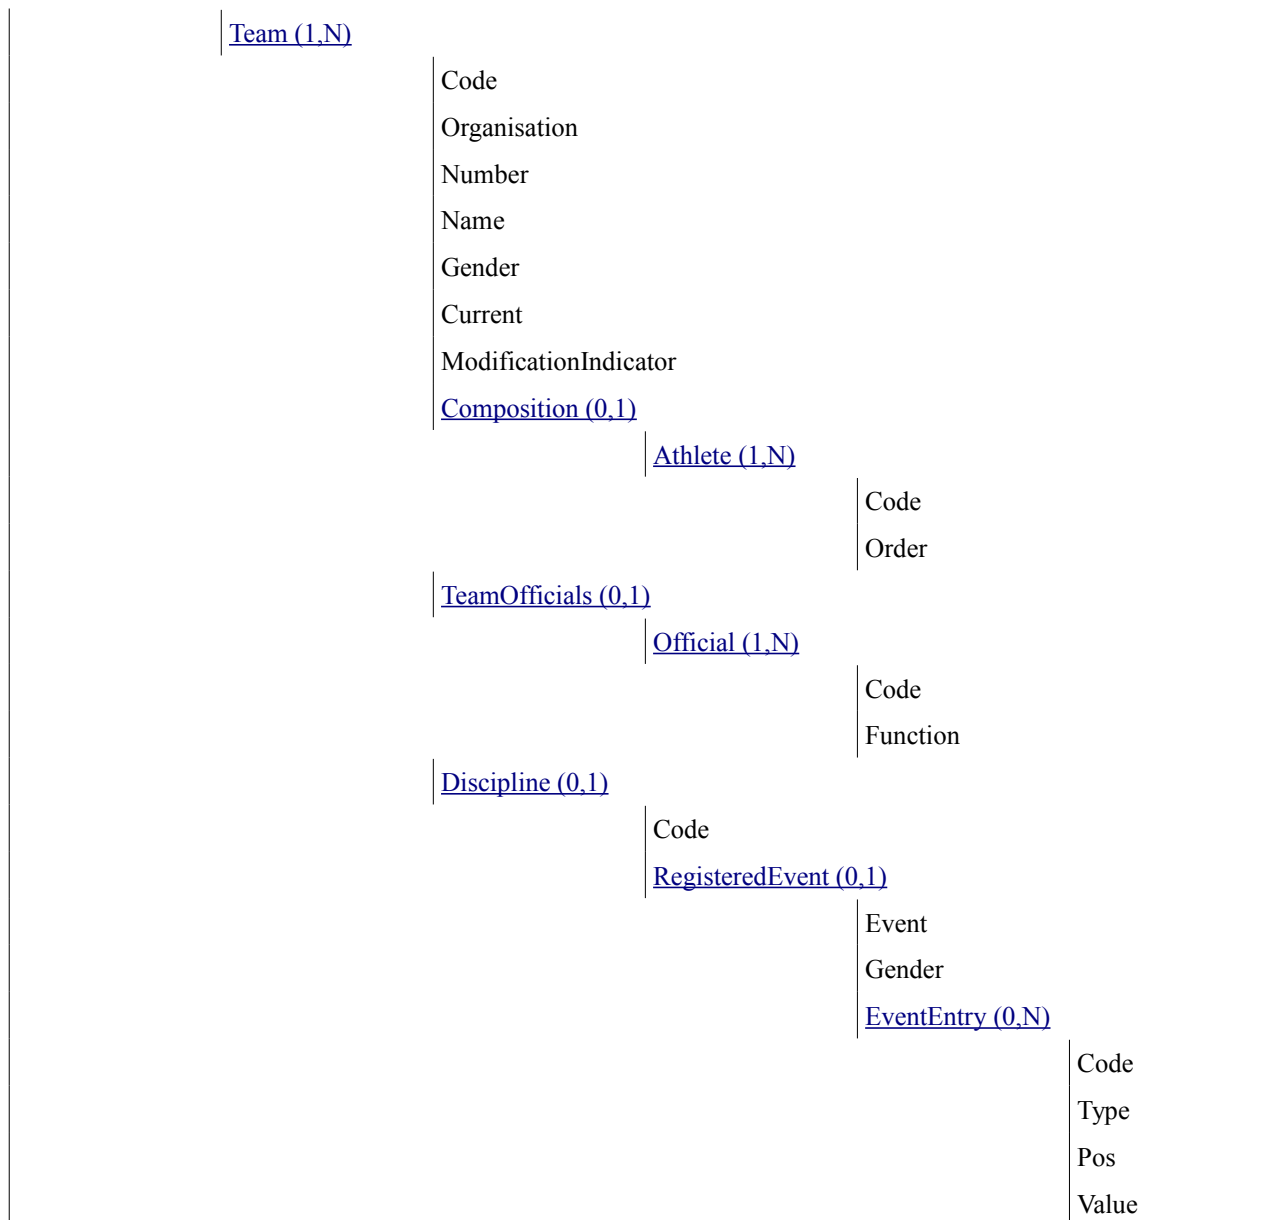 Team (1,N)
Code
Organisation
Number
Name
Gender
Current
ModificationIndicator
Composition (0,1)
Athlete (1,N)
Code
Order
TeamOfficials (0,1)
Official (1,N)
Code
Function
Discipline (0,1)
Code
RegisteredEvent (0,1)
Event
Gender
EventEntry (0,N)
Code
Type
Pos
Value